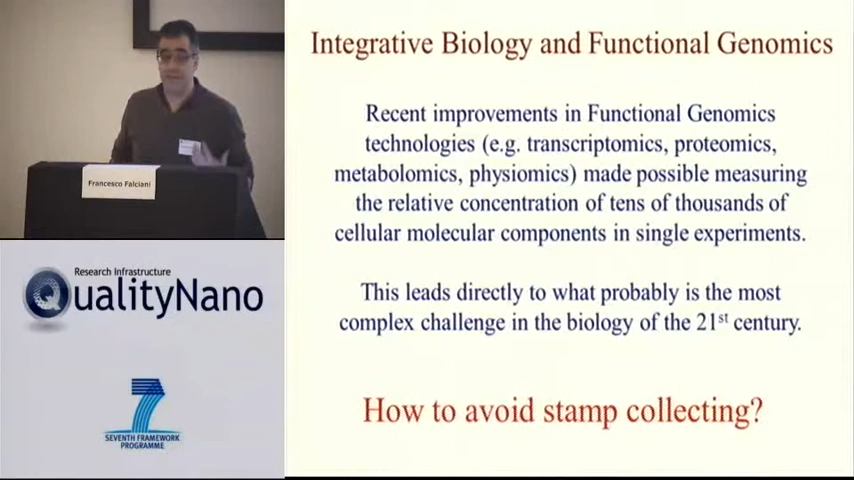 Francesco Falciani
Research Infrastructure
QualityNano
7
SEVENTH FRAMEWORK
PROGRAMME
Integrative Biology and Functional Genomics
Recent improvements in Functional Genomics
technologies (e.g. transcriptomics, proteomics,
metabolomics, physiomics) made possible measuring
the relative concentration of tens of thousands of
cellular molecular components in single experiments.
This leads directly to what probably is the most
complex challenge in the biology of the 21st century.
How to avoid stamp collecting?